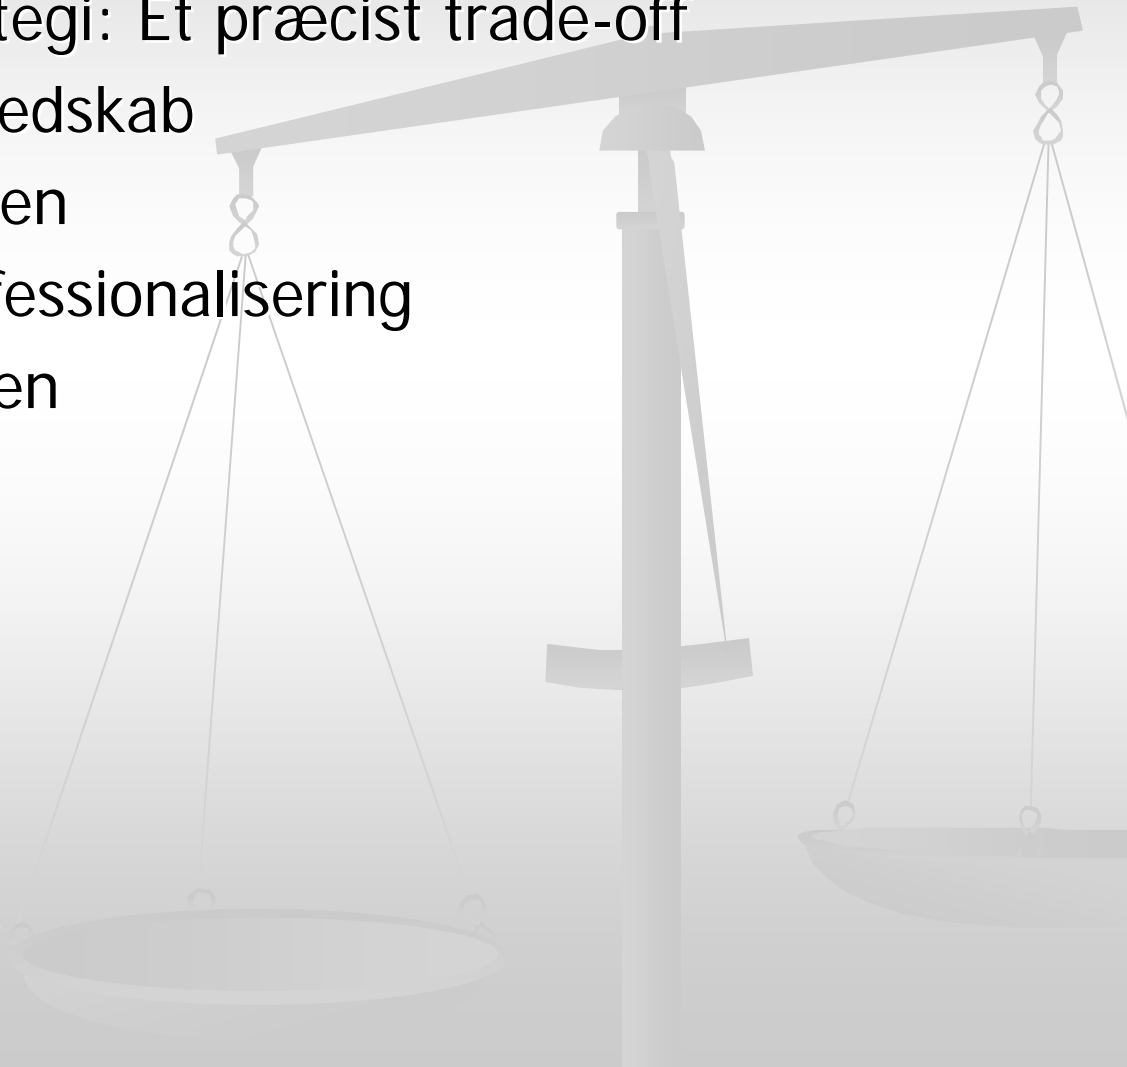 tegi: Et præcist trade-off
edskab
en
fessionalisering
en